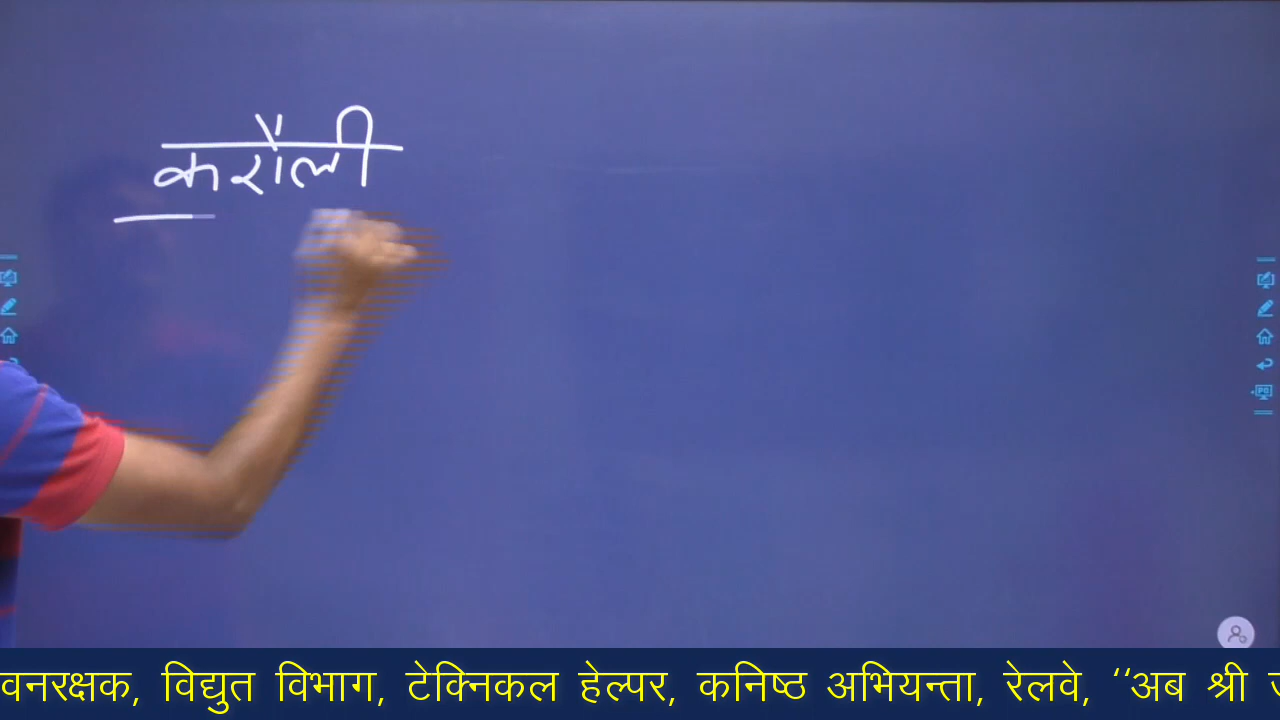 करौली
वनरक्षक, विद्युत विभाग, टेक्निकल हेल्पर, कनिष्ठ अभियन्ता, रेलवे, ‘‘अब श्री